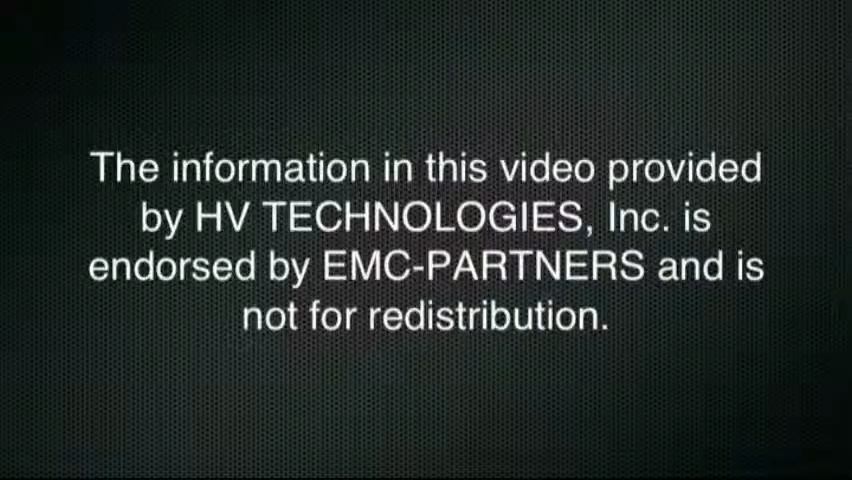 The information in this video provided
by HV TECHNOLOGIES, Inc. is
endorsed by EMC-PARTNERS and is
not for redistribution.